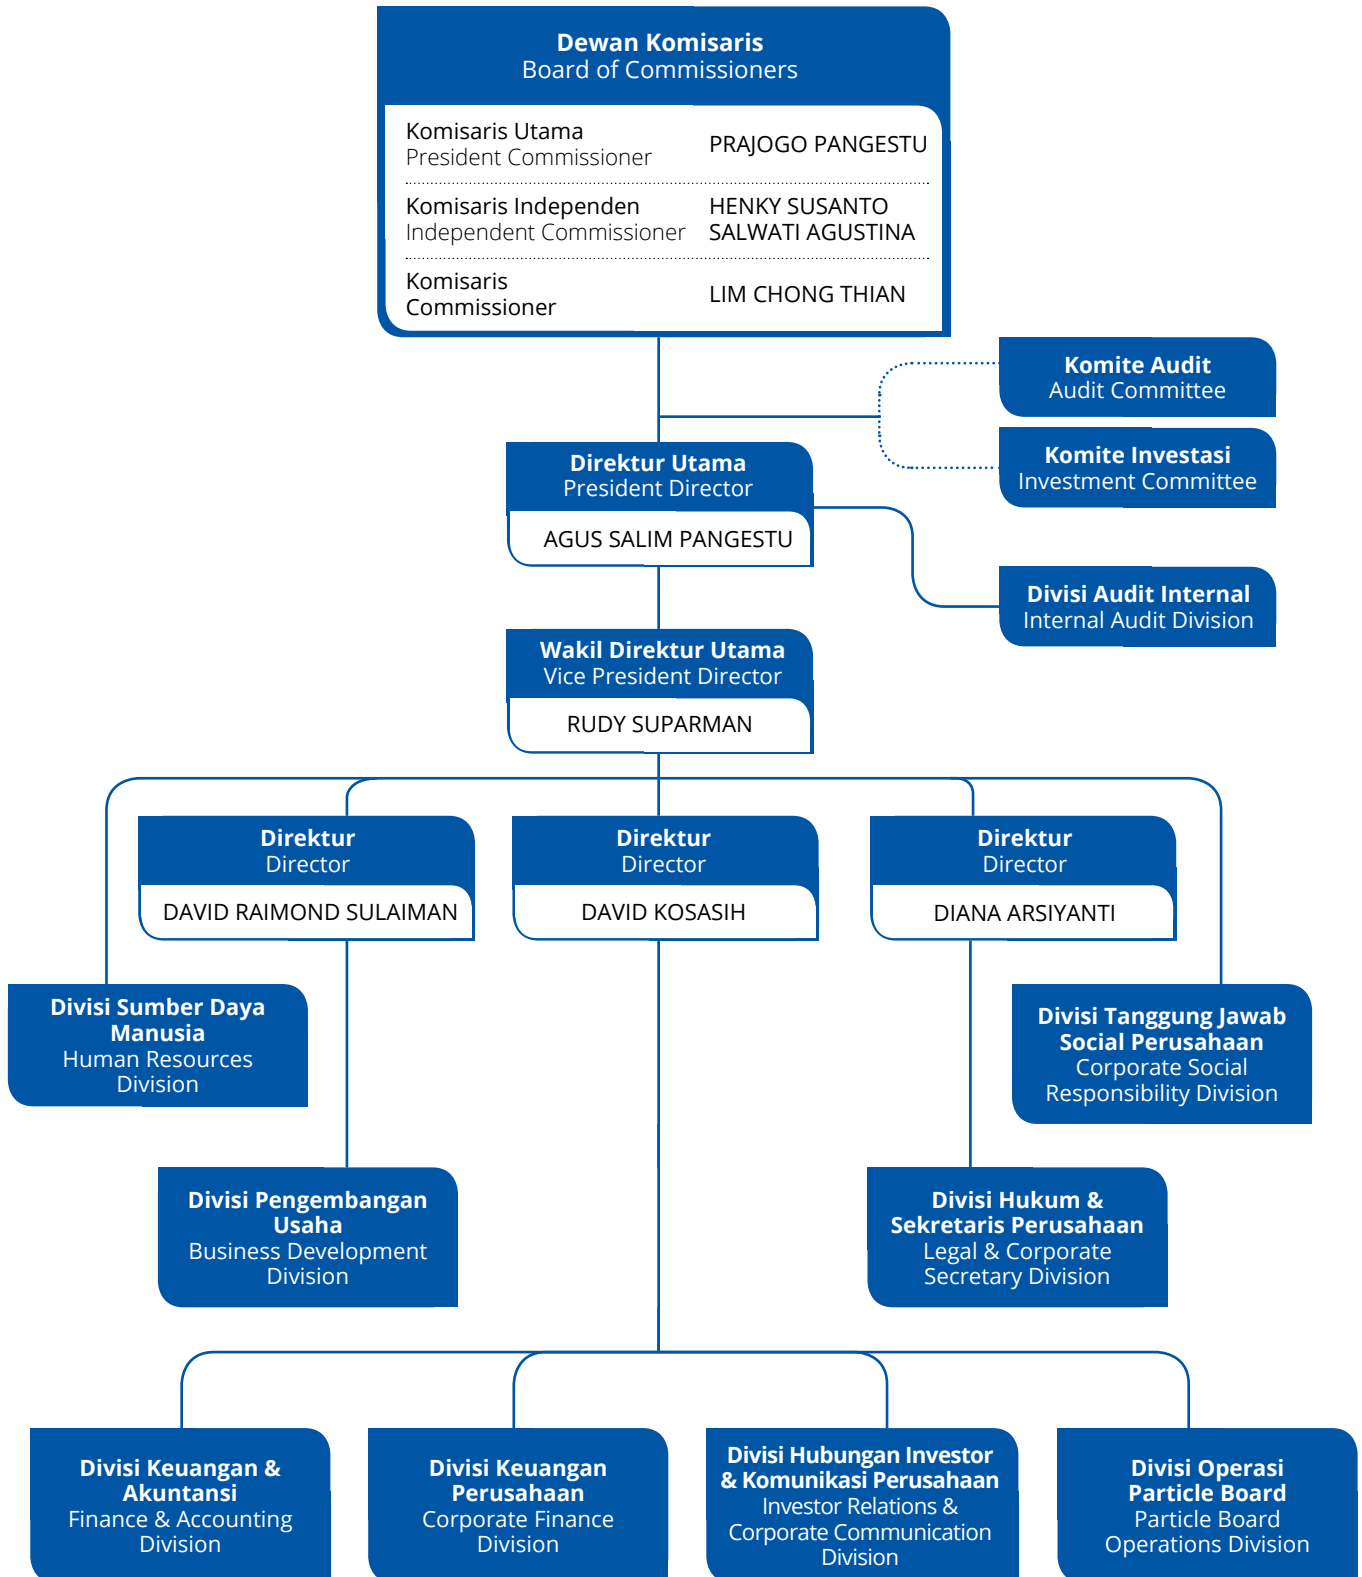 Dewan Komisaris
Board of Commissioners
Komisaris Utama
President Commissioner
PRAJOGO PANGESTU
Komisaris Independen
Independent Commissioner
HENKY SUSANTO
SALWATI AGUSTINA
Komisaris
Commissioner
LIM CHONG THIAN
Komite Audit
Audit Committee
Komite Investasi
Investment Committee
Direktur Utama
President Director
AGUS SALIM PANGESTU
Divisi Audit Internal
Internal Audit Division
Wakil Direktur Utama
Vice President Director
RUDY SUPARMAN
Direktur
Director
DAVID RAIMOND SULAIMAN
Direktur
Director
DAVID KOSASIH
Direktur
Director
DIANA ARSIYANTI
Divisi Sumber Daya
Manusia
Human Resources
Division
Divisi Tanggung Jawab
Social Perusahaan
Corporate Social
Responsibility Division
Divisi Pengembangan
Usaha
Business Development
Division
Divisi Hukum &
Sekretaris Perusahaan
Legal & Corporate
Secretary Division
Divisi Keuangan &
Akuntansi
Finance & Accounting
Division
Divisi Keuangan
Perusahaan
Corporate Finance
Division
Divisi Hubungan Investor
& Komunikasi Perusahaan
Investor Relations &
Corporate Communication
Division
Divisi Operasi
Particle Board
Particle Board
Operations Division